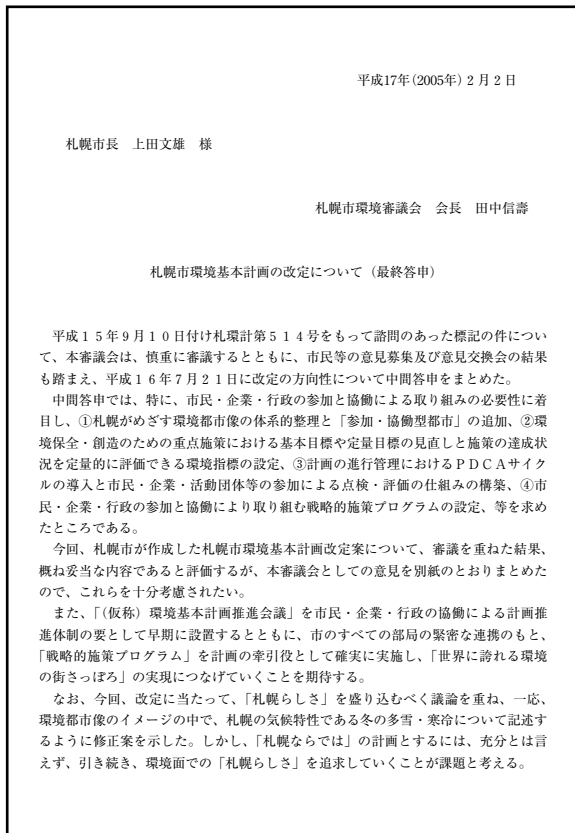 平成17年(2005年) 2 月 2 日
札幌市長　上田文雄　様
札幌市環境審議会　会長　田中信壽
札幌市環境基本計画の改定について（最終答申）
　平成１５年９月１０日付け札環計第５１４号をもって諮問のあった標記の件につい
て、本審議会は、慎重に審議するとともに、市民等の意見募集及び意見交換会の結果
も踏まえ、平成１６年７月２１日に改定の方向性について中間答申をまとめた。
　中間答申では、特に、市民・企業・行政の参加と協働による取り組みの必要性に着
目し、①札幌がめざす環境都市像の体系的整理と「参加・協働型都市」の追加、②環
境保全・創造のための重点施策における基本目標や定量目標の見直しと施策の達成状
況を定量的に評価できる環境指標の設定、③計画の進行管理におけるＰＤＣＡサイク
ルの導入と市民・企業・活動団体等の参加による点検・評価の仕組みの構築、④市
民・企業・行政の参加と協働により取り組む戦略的施策プログラムの設定、等を求め
たところである。
　今回、札幌市が作成した札幌市環境基本計画改定案について、審議を重ねた結果、
概ね妥当な内容であると評価するが、本審議会としての意見を別紙のとおりまとめた
ので、これらを十分考慮されたい。
　また、「(仮称）環境基本計画推進会議」を市民・企業・行政の協働による計画推
進体制の要として早期に設置するとともに、市のすべての部局の緊密な連携のもと、
「戦略的施策プログラム」を計画の牽引役として確実に実施し、「世界に誇れる環境
の街さっぽろ」の実現につなげていくことを期待する。
　なお、今回、改定に当たって、「札幌らしさ」を盛り込むべく議論を重ね、一応、
環境都市像のイメージの中で、札幌の気候特性である冬の多雪・寒冷について記述す
るように修正案を示した。しかし、「札幌ならでは」の計画とするには、充分とは言
えず、引き続き、環境面での「札幌らしさ」を追求していくことが課題と考える。